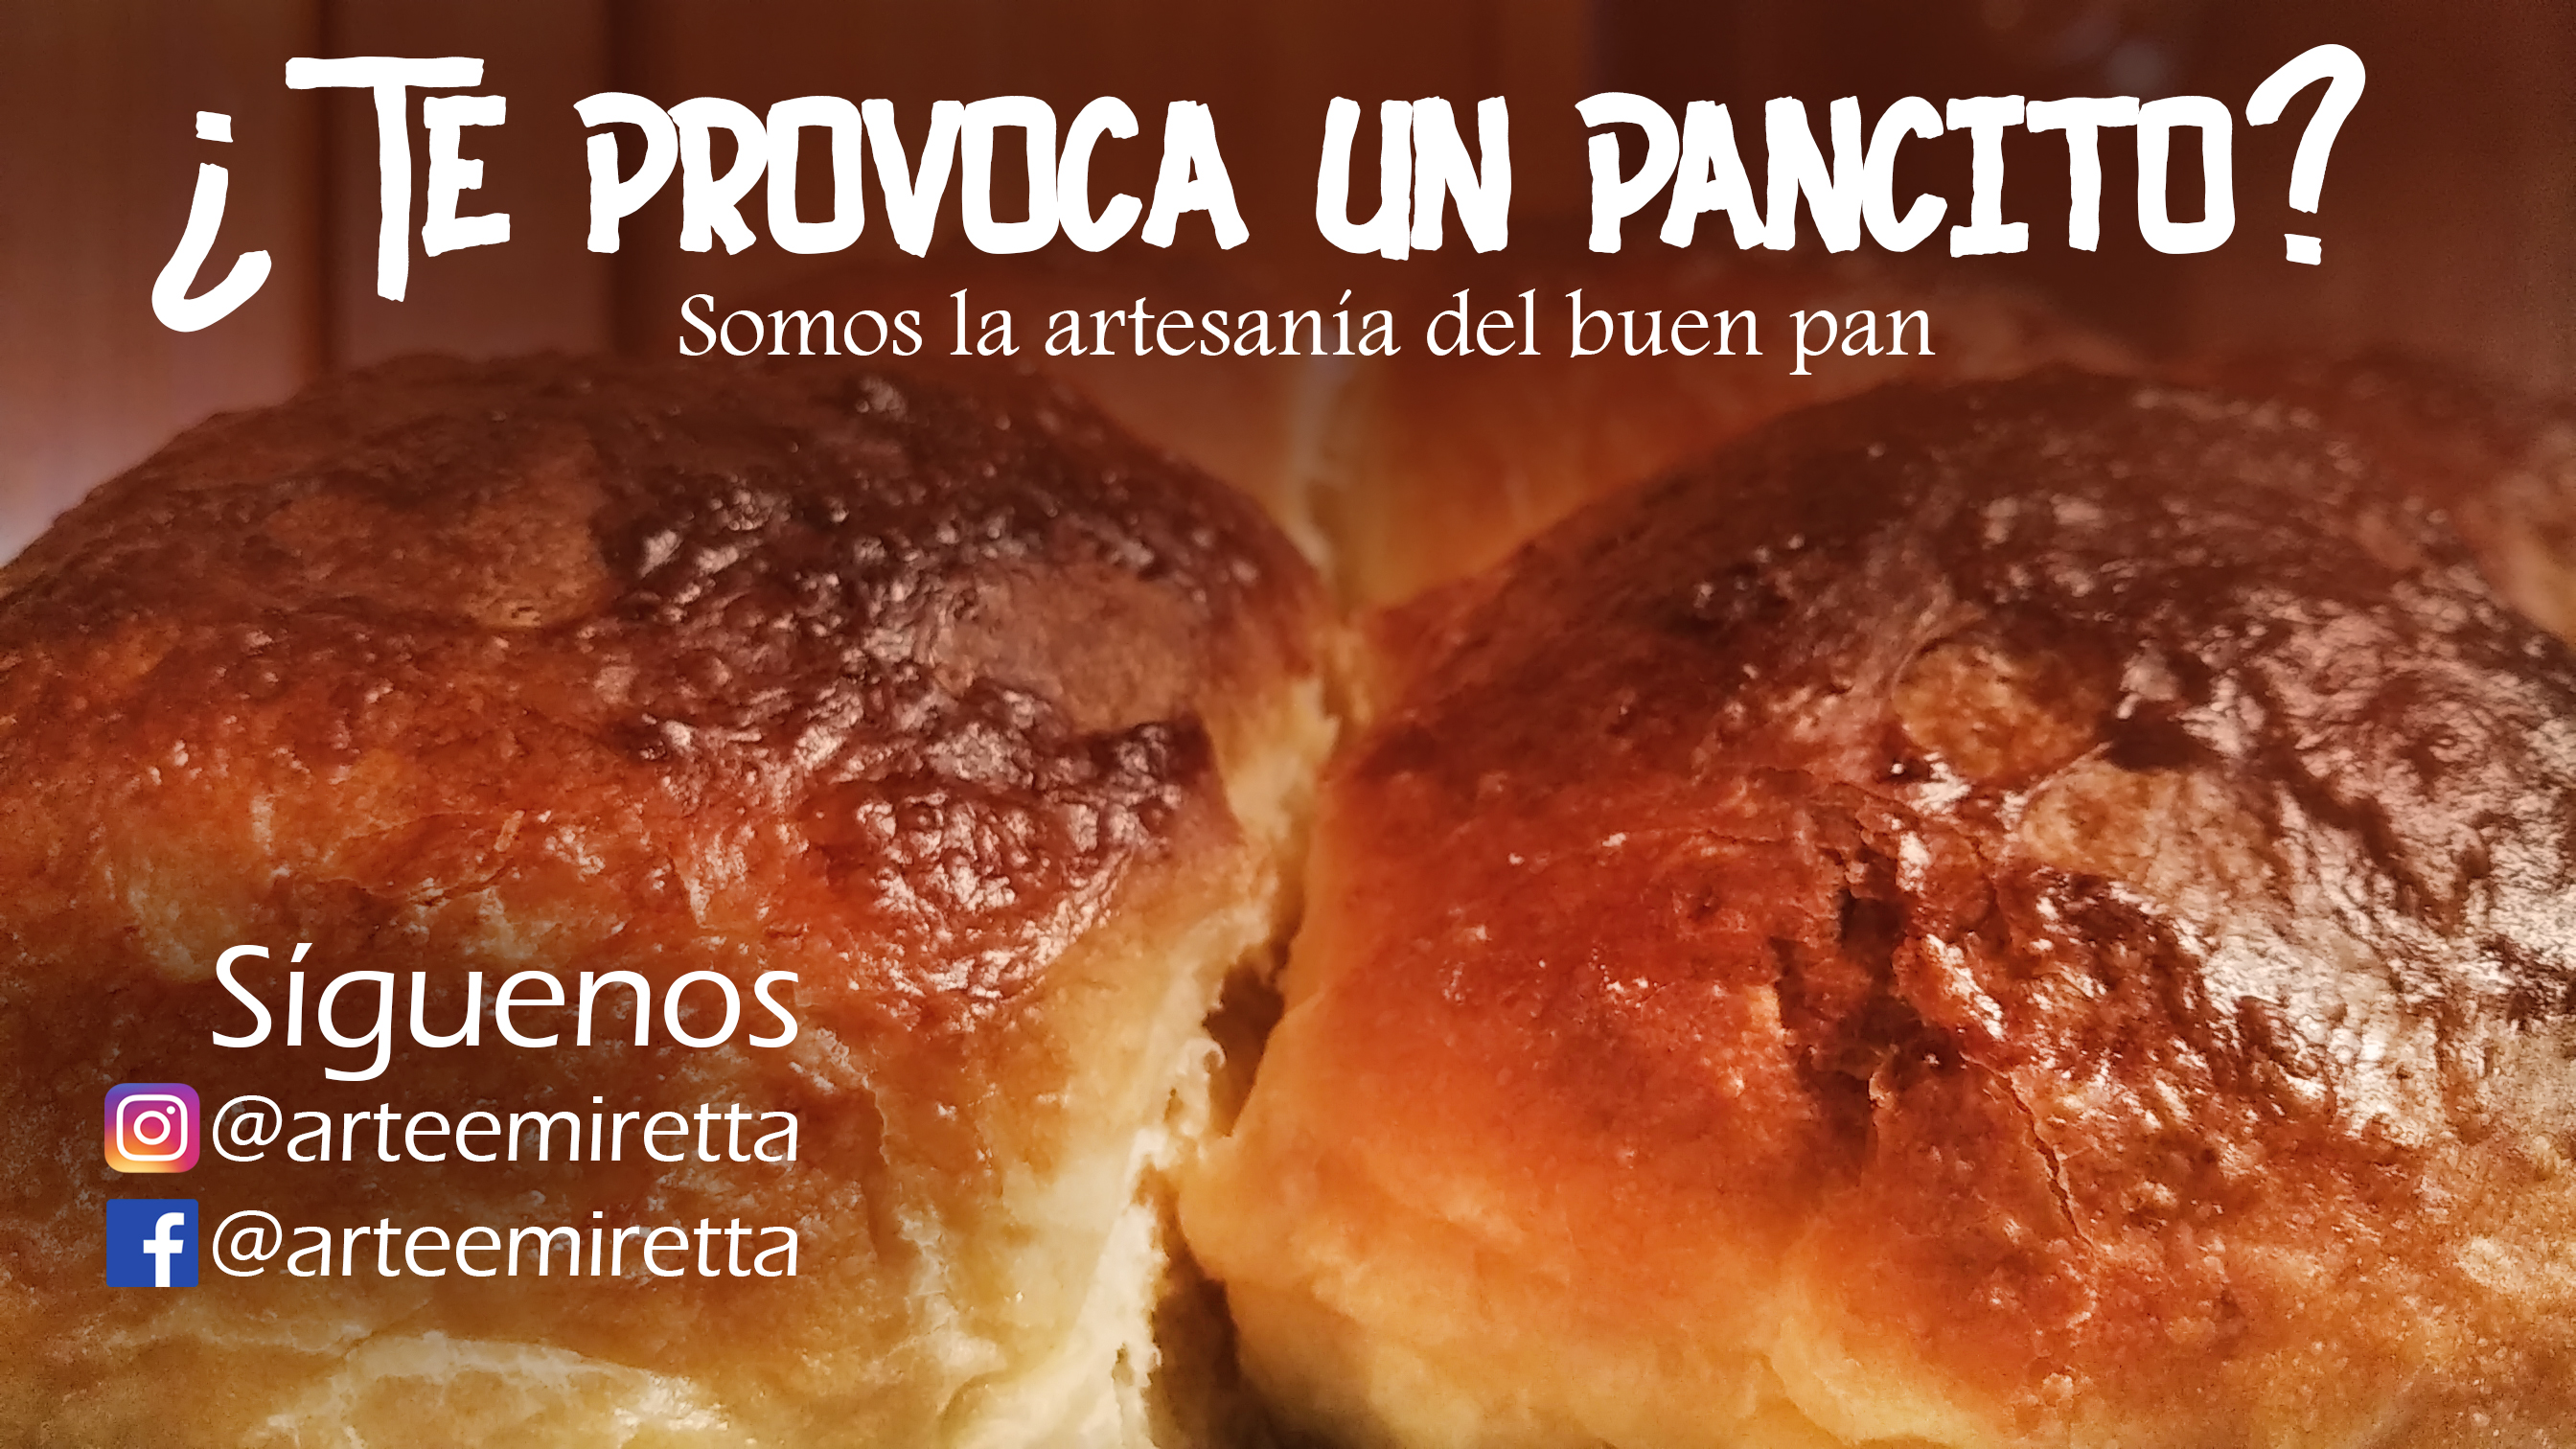 ¿Te provoca un pancito?
Somos la artesanía del buen pan
Síguenos
@arteemiretta
@arteemiretta